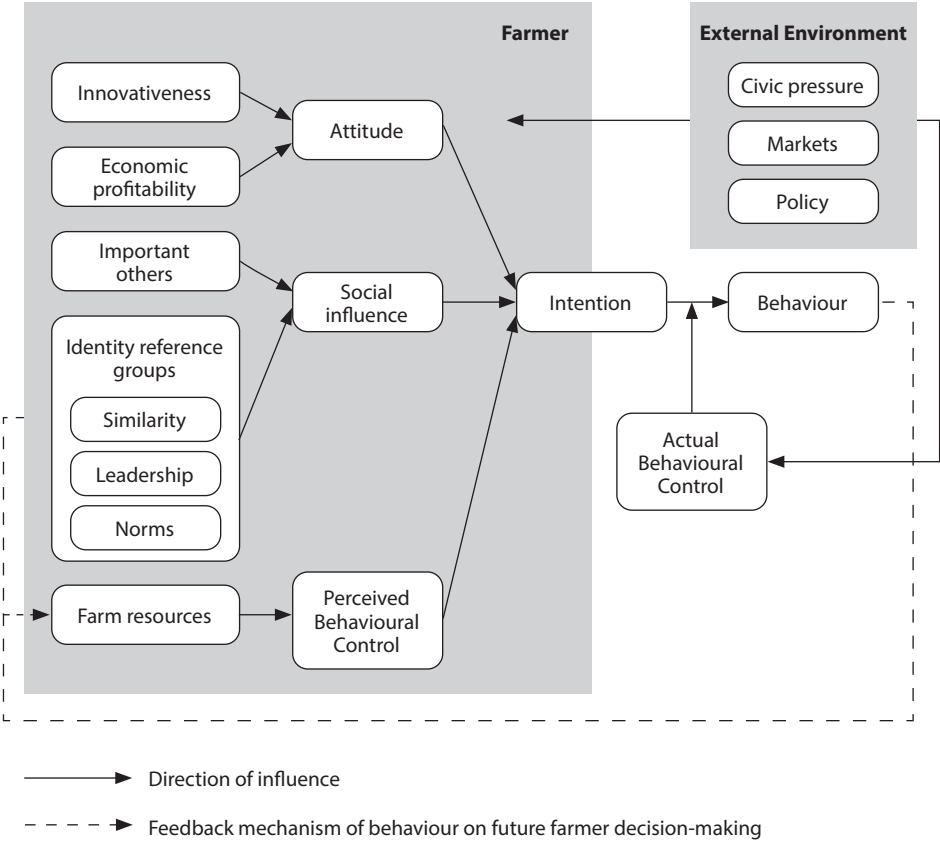 Farmer
External Environment
Innovativeness
Economic
profitability
Important
others
Identity reference
groups
Similarity
Leadership
Norms
Farm resources
Attitude
Social
influence
Perceived
Behavioural
Control
Intention
Civic pressure
Markets
Policy
Behaviour
Actual
Behavioural
Control
Direction of influence
Feedback mechanism of behaviour on future farmer decision-making